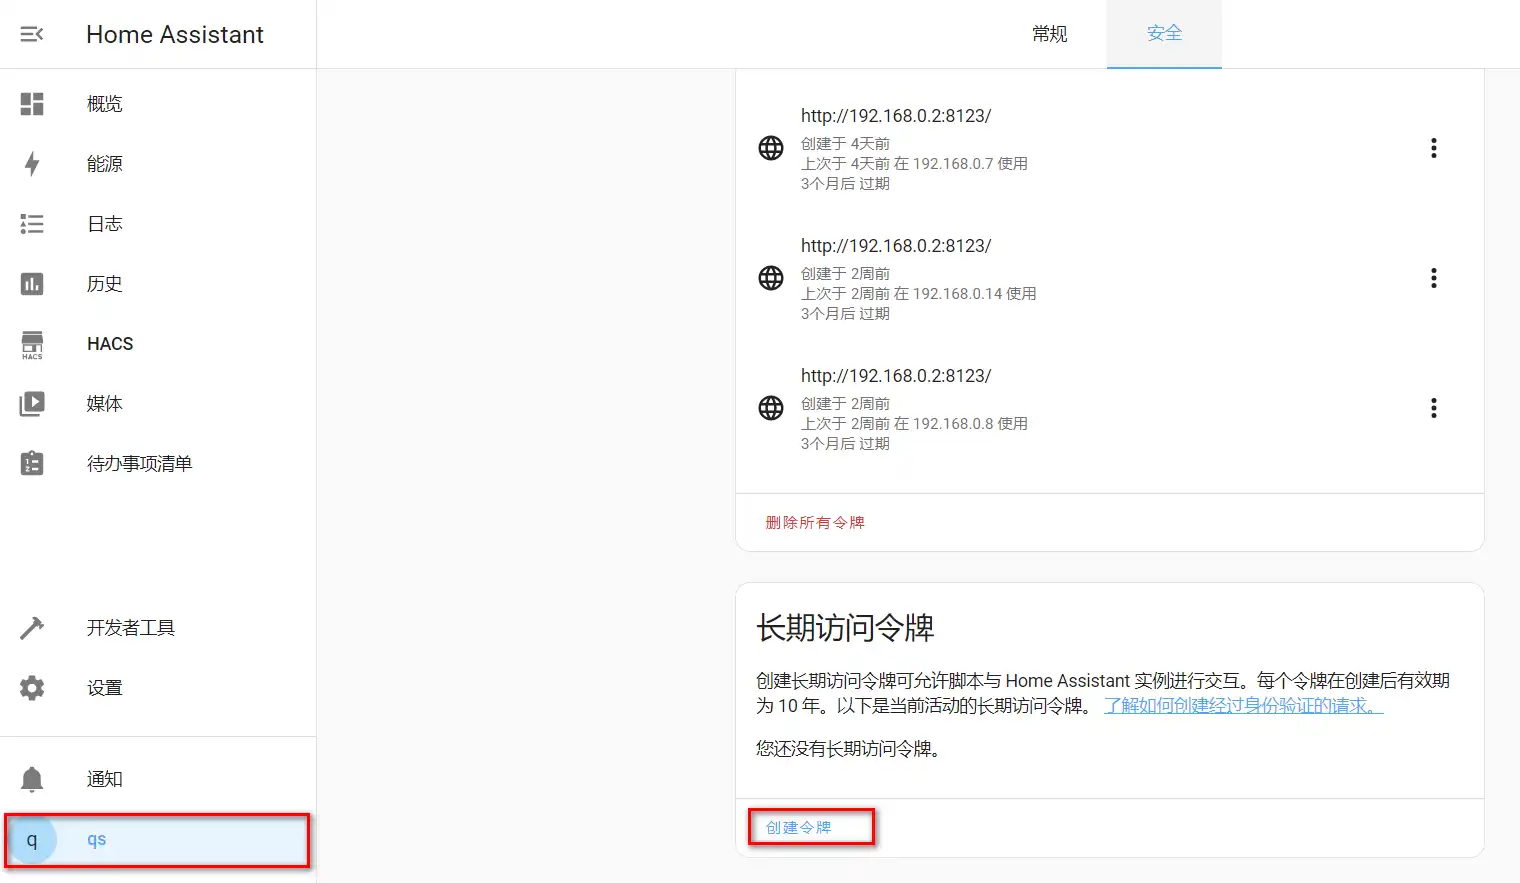 Home Assistant
常规
安全
概览
能源
日志
历史
HACS
HACS
媒体
待办事项清单
开发者工具
设置
通知
q
qs
http://192.168.0.2:8123/
创建于 4天前
上次于 4天前 在 192.168.0.7 使用
3个月后 过期
http://192.168.0.2:8123/
创建于 2周前
上次于 2周前 在 192.168.0.14 使用
3个月后 过期
http://192.168.0.2:8123/
创建于 2周前
上次于 2周前 在 192.168.0.8 使用
3个月后 过期
删除所有令牌
长期访问令牌
创建长期访问令牌可允许脚本与 Home Assistant 实例进行交互。每个令牌在创建后有效期
为 10 年。以下是当前活动的长期访问令牌。 了解如何创建经过身份验证的请求。
您还没有长期访问令牌。
创建令牌